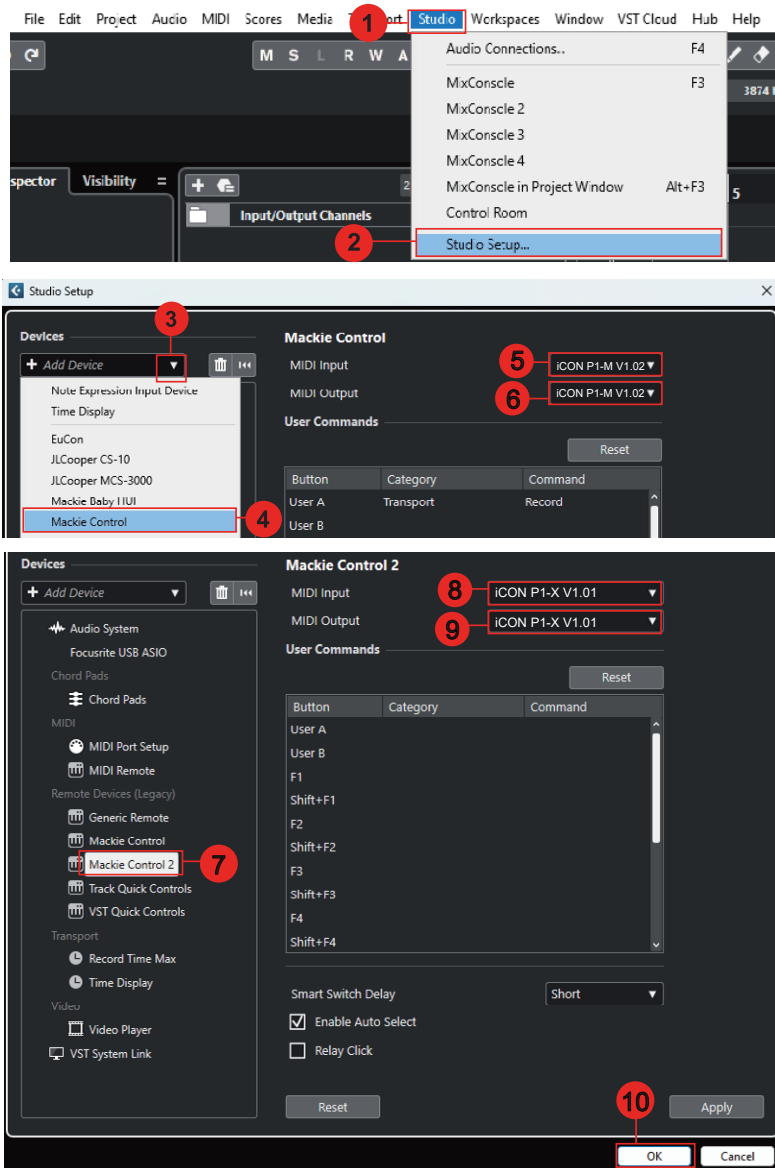 File Edit Project Audio MIDI Scores Media 1 ort Studio Workspaces Window VST Cloud Hub Help
M S L R W A
Audio Connections... F4
3874
MixConsole F3
MixConsole 2
MixConsole 3
MixConsole 4
spector Visibility = + 2
MixConsole in Project Window Alt+F3
5
Input/Output Channels
Control Room
2
Studio Setup...
Studio Setup
3
Devices
Mackie Control
+ Add Device
MIDI Input 5 iCON P1-M V1.02
Note Expression Input Device
MIDI Output 6 iCON P1-M V1.02
Time Display
User Commands
EuCon
Reset
JLCooper CS-10
JLCooper MCS-3000
Button Category Command
Mackie Baby HUI
User A Transport Record
Mackie Control 4
User B
Devices
Mackie Control 2
+ Add Device
MIDI Input 8 iCON P1-X V1.01
Audio System
MIDI Output 9 iCON P1-X V1.01
Focusrite USB ASIO
User Commands
Chord Pads
Reset
Chord Pads
Button Category Command
MIDI
User A
MIDI Port Setup
User B
MIDI Remote
F1
Remote Devices (Legacy)
Shift+F1
Generic Remote
F2
Mackie Control
Shift+F2
Mackie Control 2 7
F3
Track Quick Controls
Shift+F3
VST Quick Controls
F4
Transport
Shift+F4
Record Time Max
Time Display
Smart Switch Delay Short
Video
Enable Auto Select
Video Player
Relay Click
VST System Link
Reset
10
Apply
OK Cancel